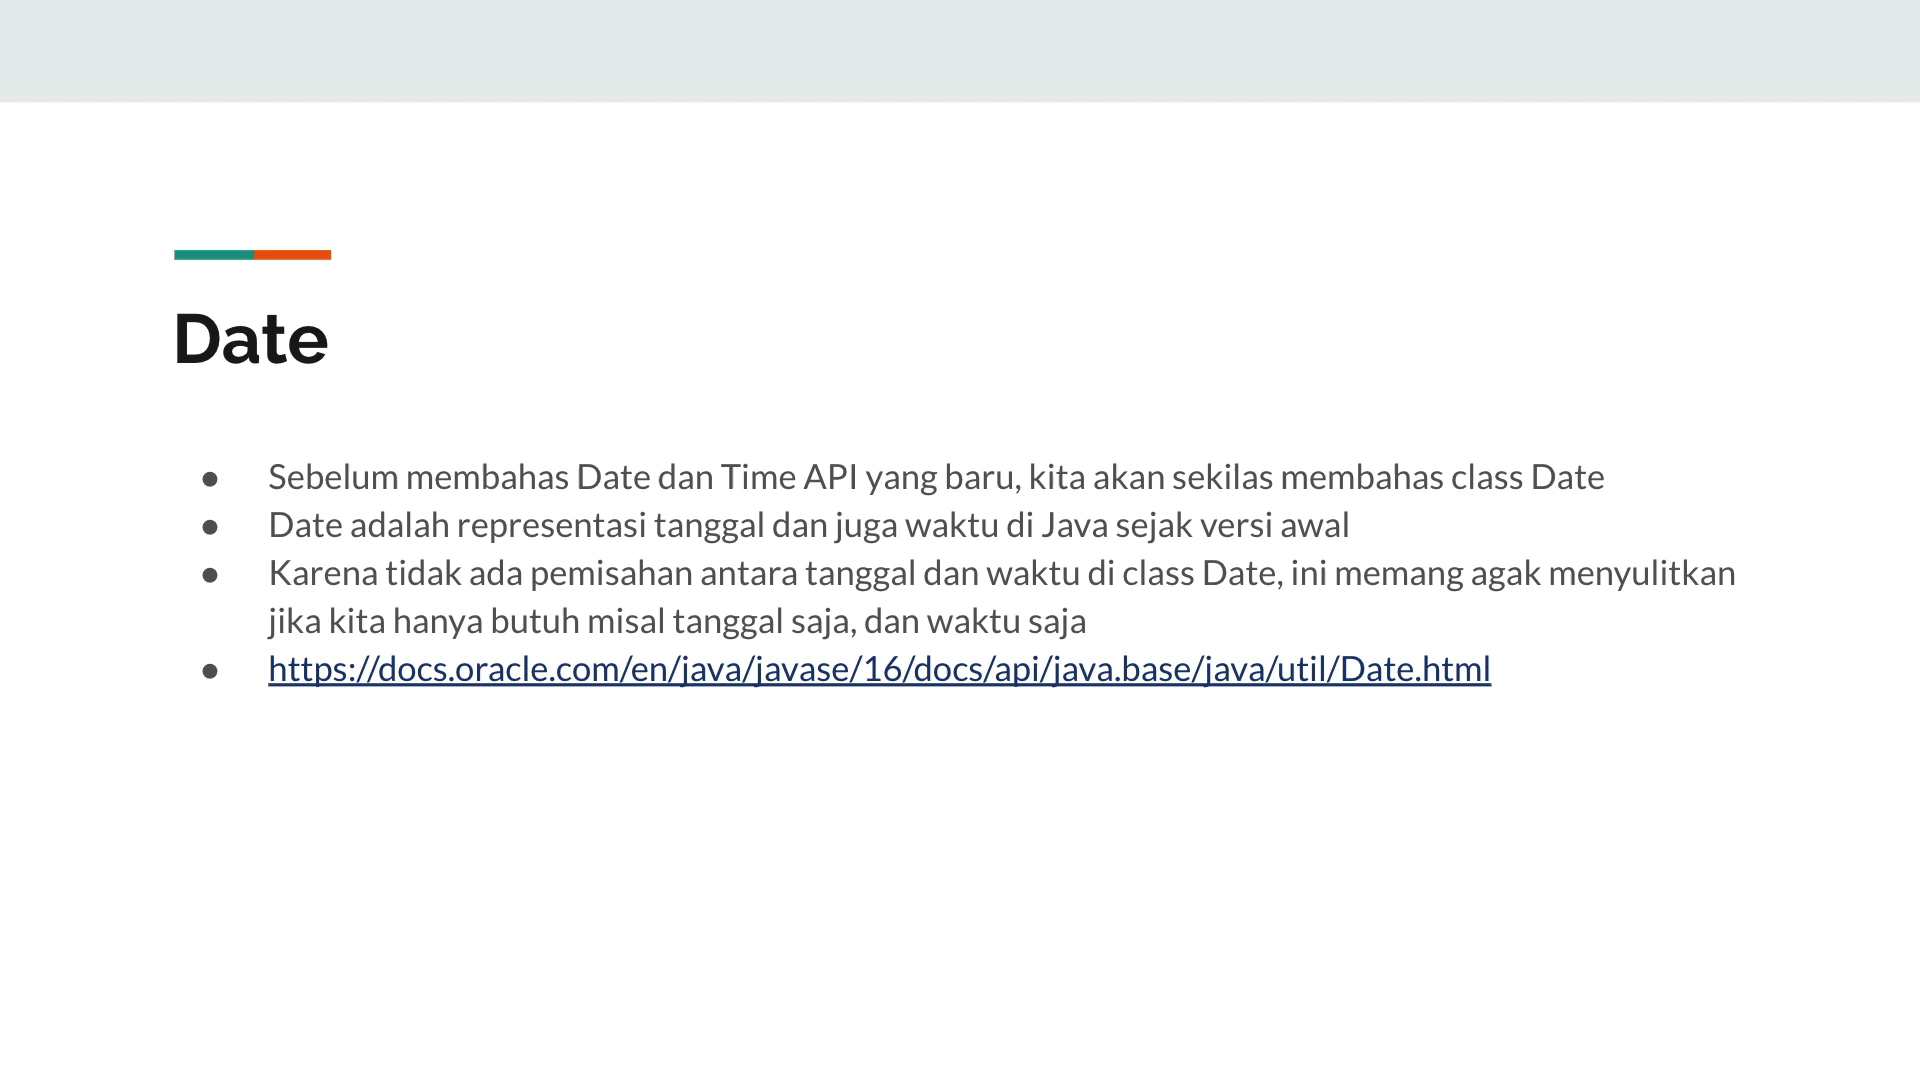 Date
● Sebelum membahas Date dan Time API yang baru, kita akan sekilas membahas class Date
● Date adalah representasi tanggal dan juga waktu di Java sejak versi awal
● Karena tidak ada pemisahan antara tanggal dan waktu di class Date, ini memang agak menyulitkan
jika kita hanya butuh misal tanggal saja, dan waktu saja
● https://docs.oracle.com/en/java/javase/16/docs/api/java.base/java/util/Date.html